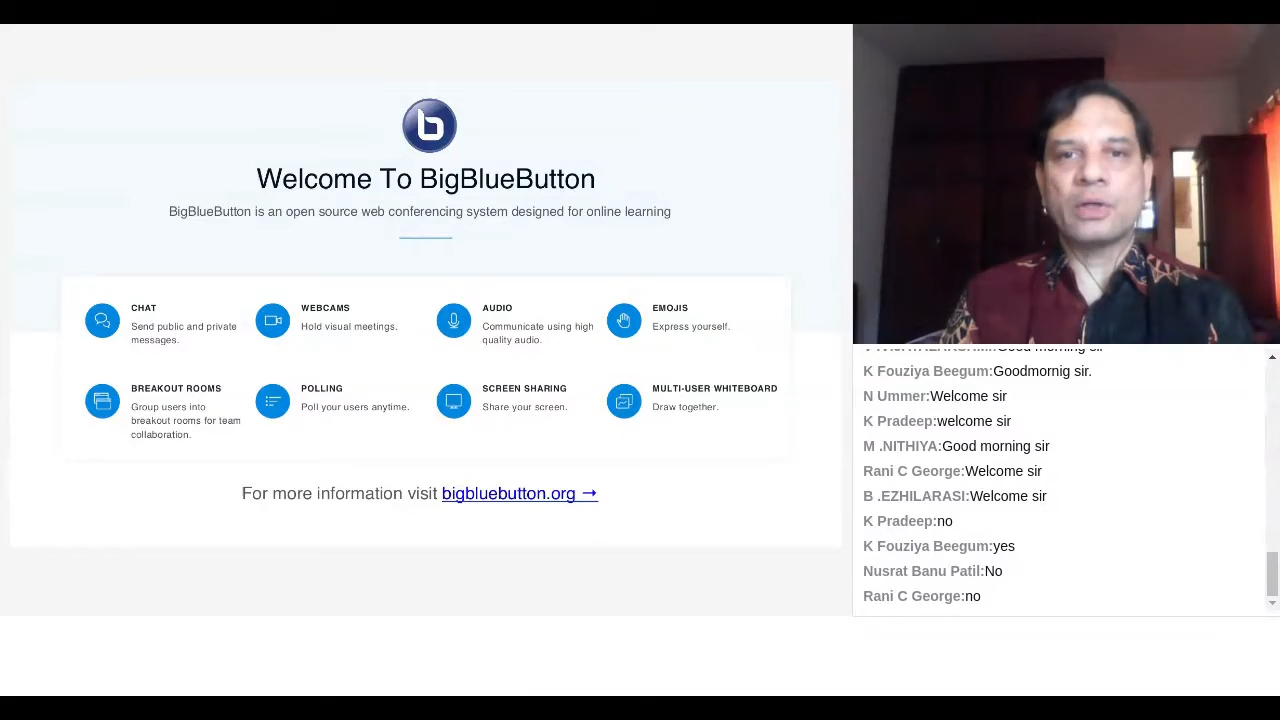 Welcome To BigBlueButton
BigBlueButton is an open source web conferencing system designed for online learning
CHAT
Send public and private
messages.
WEBCAMS
Hold visual meetings.
AUDIO
Communicate using high
quality audio.
EMOJIS
Express yourself.
BREAKOUT ROOMS
Group users into
breakout rooms for team
collaboration.
POLLING
Poll your users anytime.
SCREEN SHARING
Share your screen.
MULTI-USER WHITEBOARD
Draw together.
For more information visit bigbluebutton.org →
Good morning sir
K Fouziya Beegum:Goodmornig sir.
N Ummer:Welcome sir
K Pradeep:welcome sir
M .NITHIYA:Good morning sir
Rani C George:Welcome sir
B .EZHILARASI:Welcome sir
K Pradeep:no
K Fouziya Beegum:yes
Nusrat Banu Patil:No
Rani C George:no